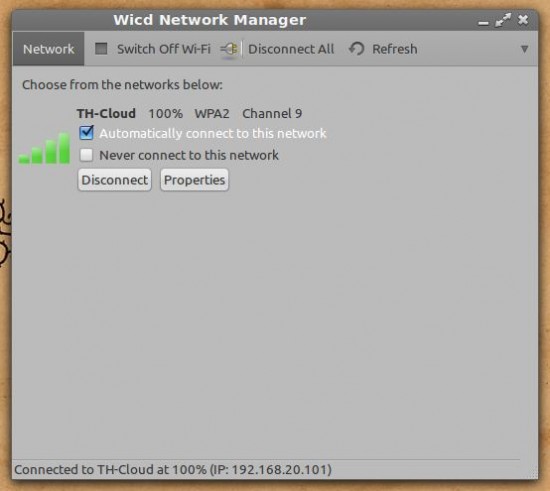 Wicd Network Manager
Network Switch Off Wi-Fi Disconnect All Refresh
Choose from the networks below:
TH-Cloud 100% WPA2 Channel 9
Automatically connect to this network
Never connect to this network
Disconnect Properties
Connected to TH-Cloud at 100% (IP: 192.168.20.101)